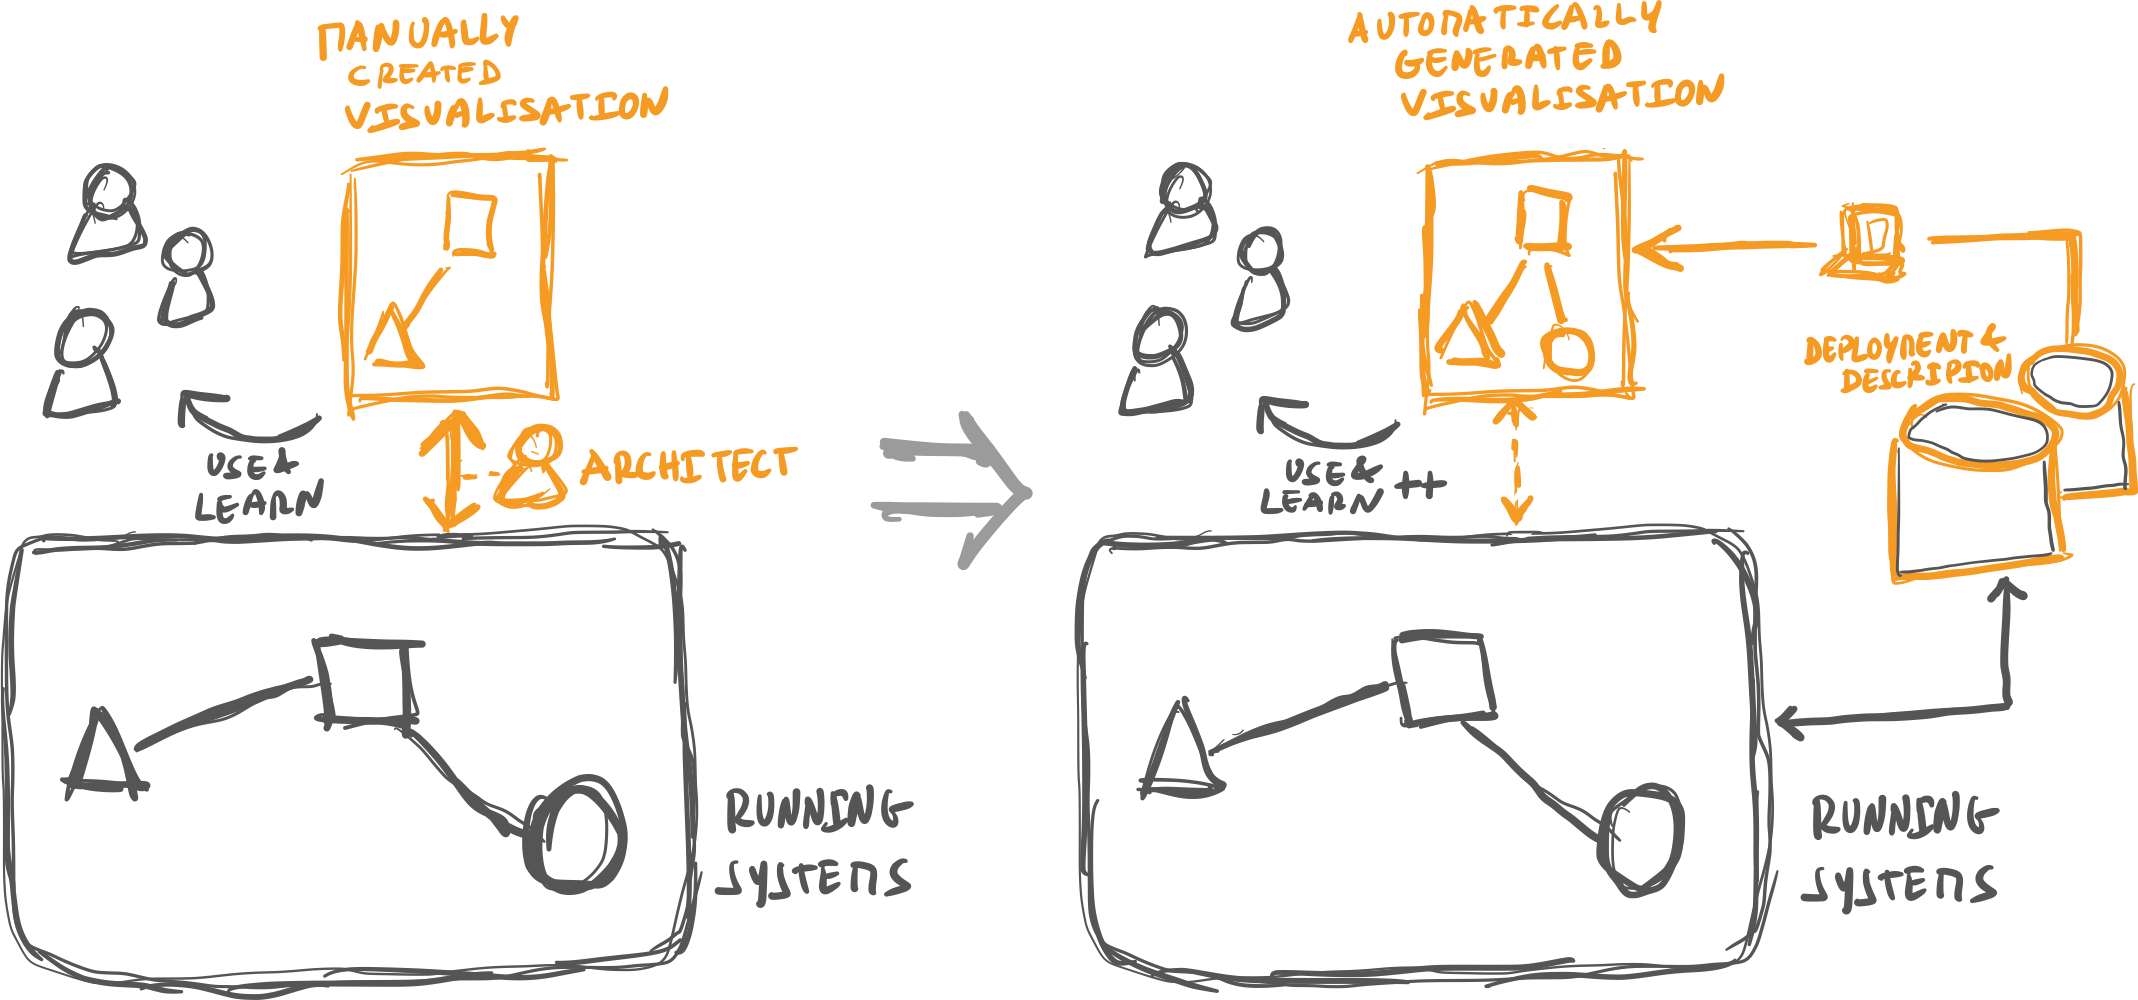 MANUALLY
CREATED
VISUALISATION
USE &
LEARN
ARCHITECT
RUNNING
SYSTEMS
AUTOMATICALLY
GENERATED
VISUALISATION
DEPLOYMENT &
DESCRIPTION
USE &
LEARN ++
RUNNING
SYSTEMS